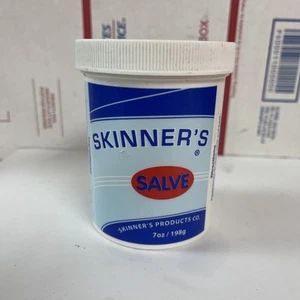 SKINNER'S
®
SALVE
SKINNER'S PRODUCTS CO.
7oz / 198g